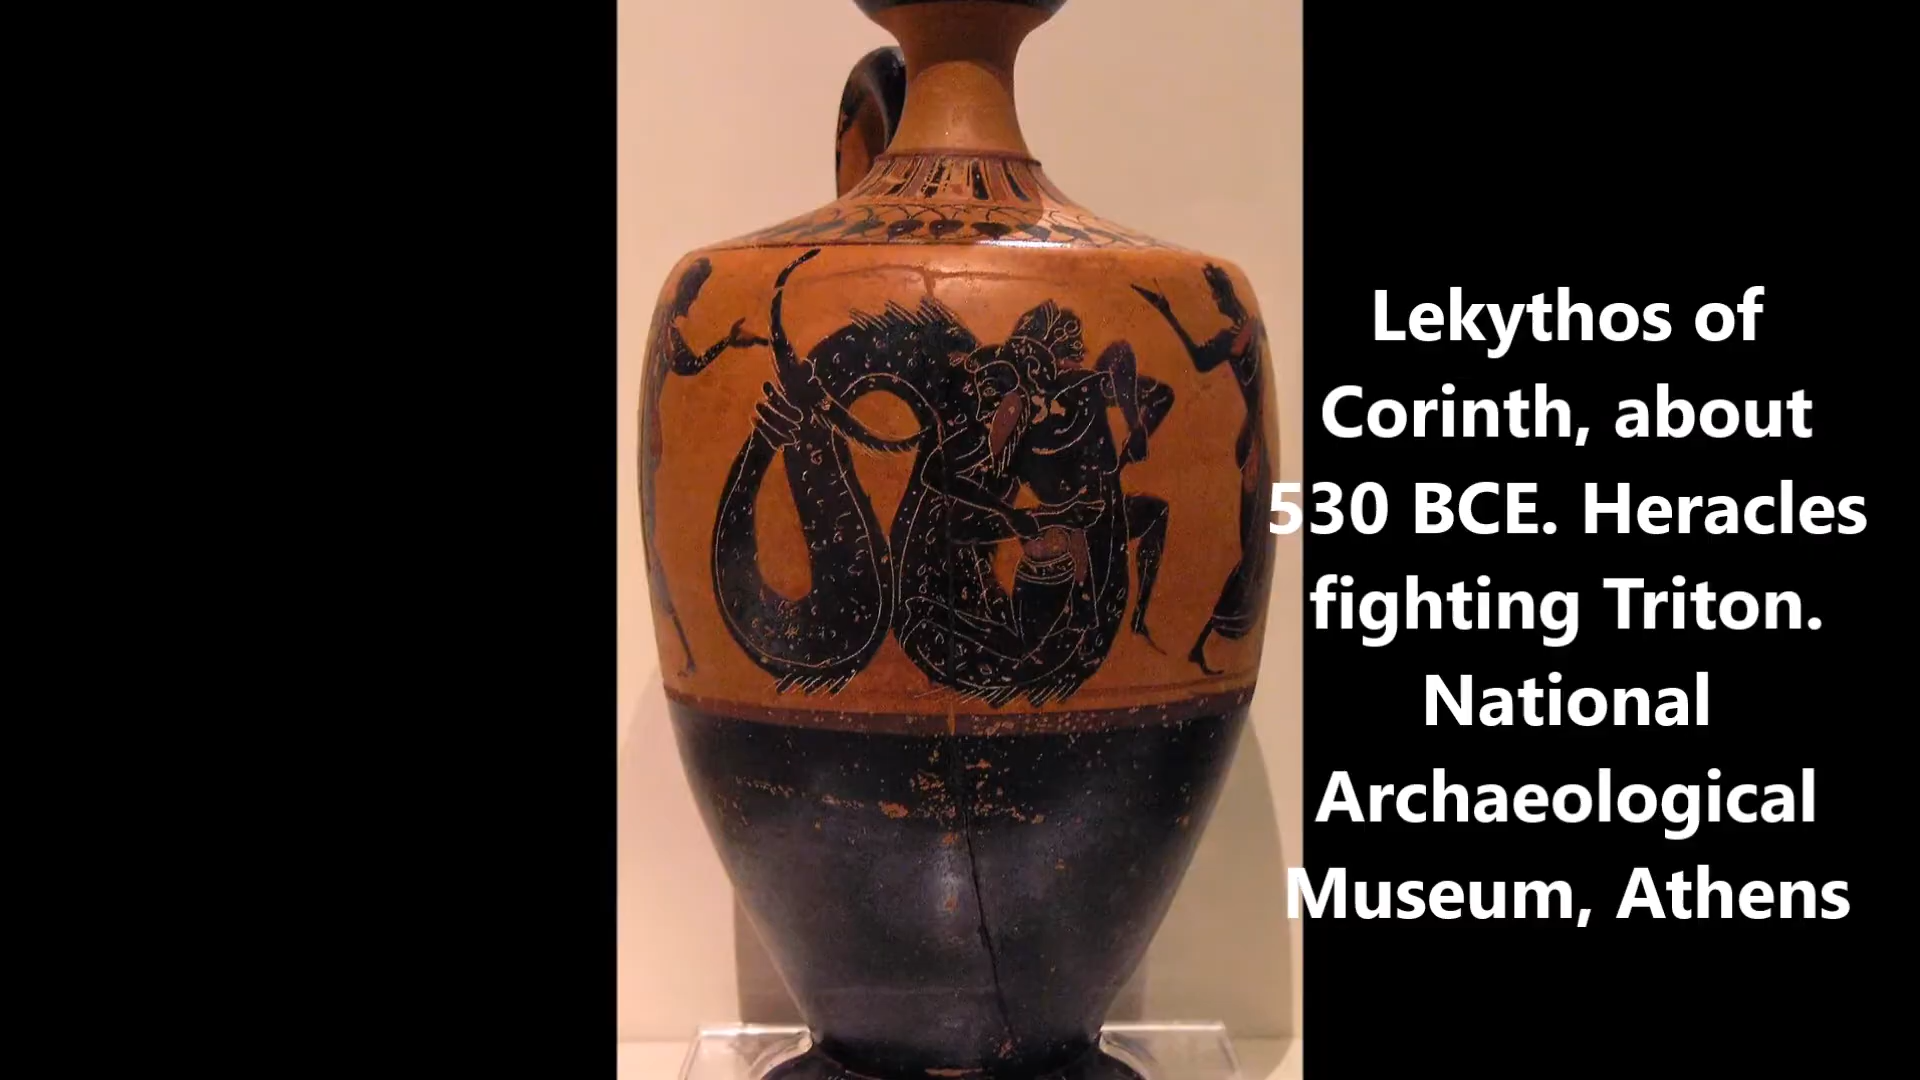 Lekythos of
Corinth, about
530 BCE. Heracles
fighting Triton.
National
Archaeological
Museum, Athens